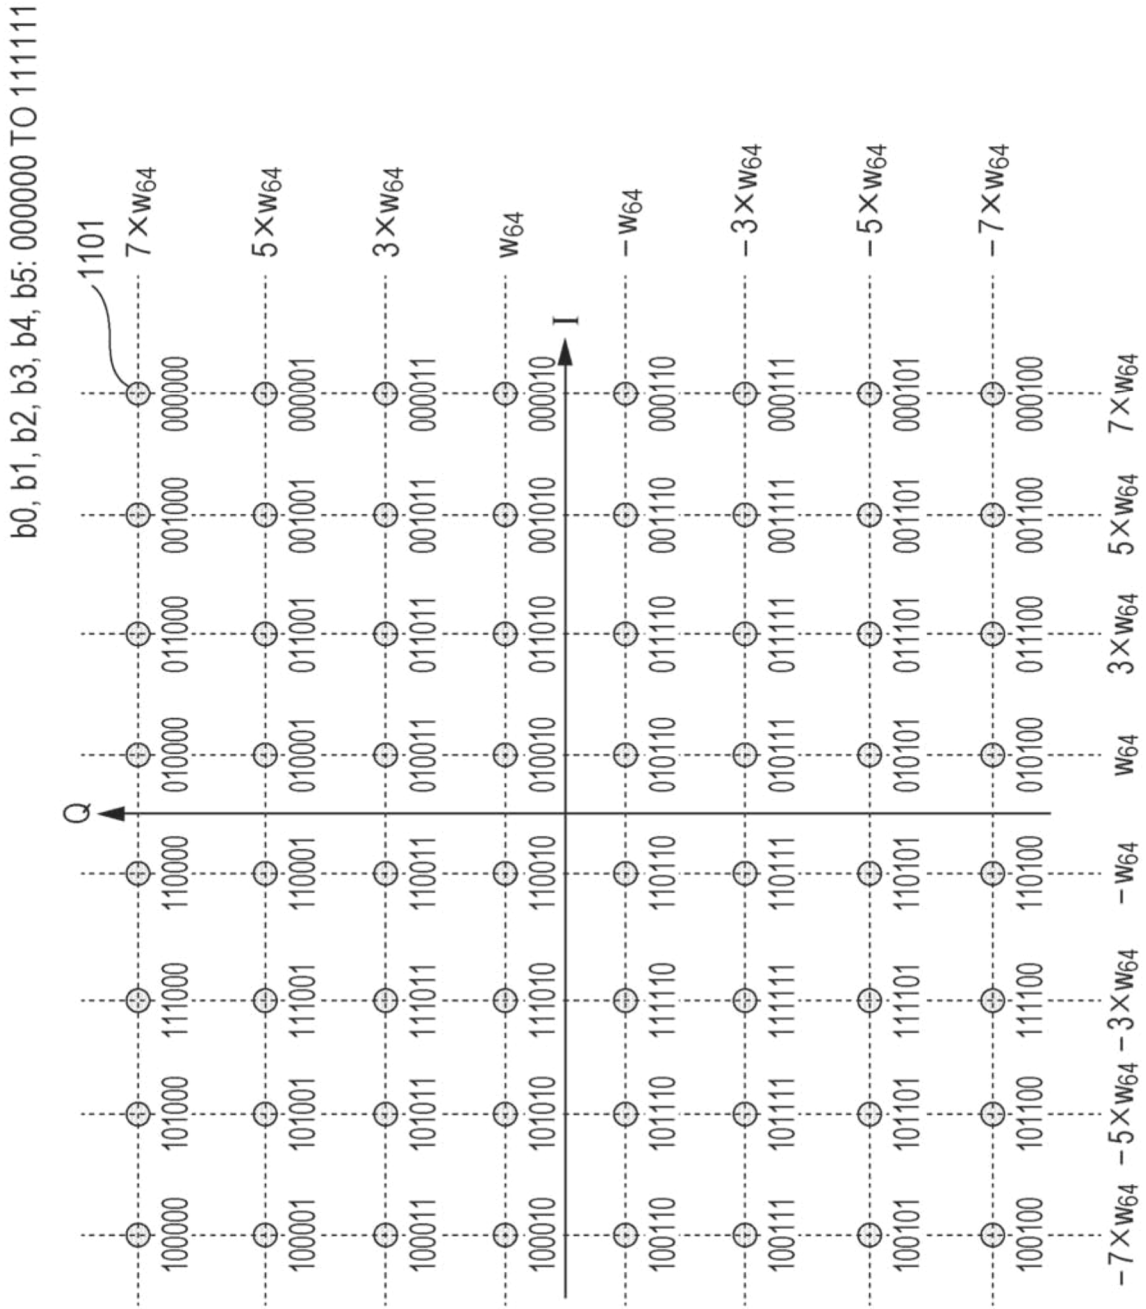 b0, b1, b2, b3, b4, b5: 000000 TO 111111
Q
1101
7×w64
100000 101000 111000 110000 010000 011000 001000 000000
5×w64
100001 101001 111001 110001 010001 011001 001001 000001
3×w64
100011 101011 111011 110011 010011 011011 001011 000011
w64
100010 101010 111010 110010 010010 011010 001010 000010
I
−w64
100110 101110 111110 110110 010110 011110 001110 000110
−3×w64
100111 101111 111111 110111 010111 011111 001111 000111
−5×w64
100101 101101 111101 110101 010101 011101 001101 000101
−7×w64
100100 101100 111100 110100 010100 011100 001100 000100
−7×w64 −5×w64 −3×w64 −w64 w64 3×w64 5×w64 7×w64